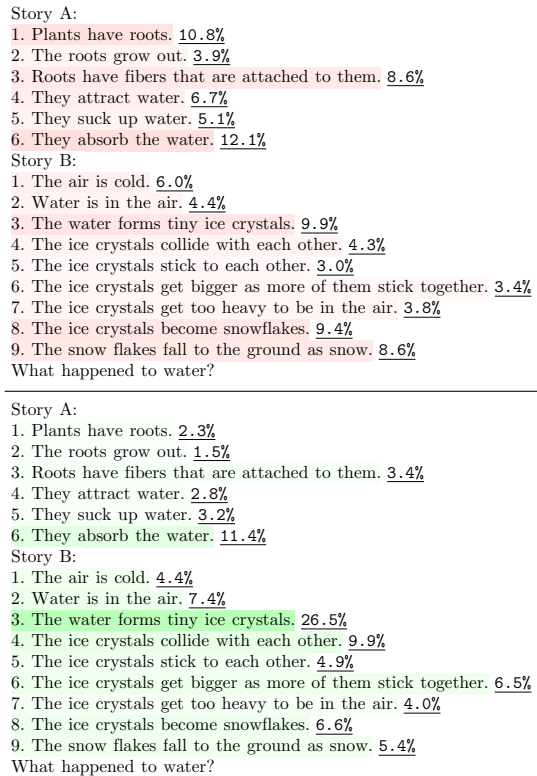 Story A:
1. Plants have roots. 10.8%
2. The roots grow out. 3.9%
3. Roots have fibers that are attached to them. 8.6%
4. They attract water. 6.7%
5. They suck up water. 5.1%
6. They absorb the water. 12.1%
Story B:
1. The air is cold. 6.0%
2. Water is in the air. 4.4%
3. The water forms tiny ice crystals. 9.9%
4. The ice crystals collide with each other. 4.3%
5. The ice crystals stick to each other. 3.0%
6. The ice crystals get bigger as more of them stick together. 3.4%
7. The ice crystals get too heavy to be in the air. 3.8%
8. The ice crystals become snowflakes. 9.4%
9. The snow flakes fall to the ground as snow. 8.6%
What happened to water?
Story A:
1. Plants have roots. 2.3%
2. The roots grow out. 1.5%
3. Roots have fibers that are attached to them. 3.4%
4. They attract water. 2.8%
5. They suck up water. 3.2%
6. They absorb the water. 11.4%
Story B:
1. The air is cold. 4.4%
2. Water is in the air. 7.4%
3. The water forms tiny ice crystals. 26.5%
4. The ice crystals collide with each other. 9.9%
5. The ice crystals stick to each other. 4.9%
6. The ice crystals get bigger as more of them stick together. 6.5%
7. The ice crystals get too heavy to be in the air. 4.0%
8. The ice crystals become snowflakes. 6.6%
9. The snow flakes fall to the ground as snow. 5.4%
What happened to water?